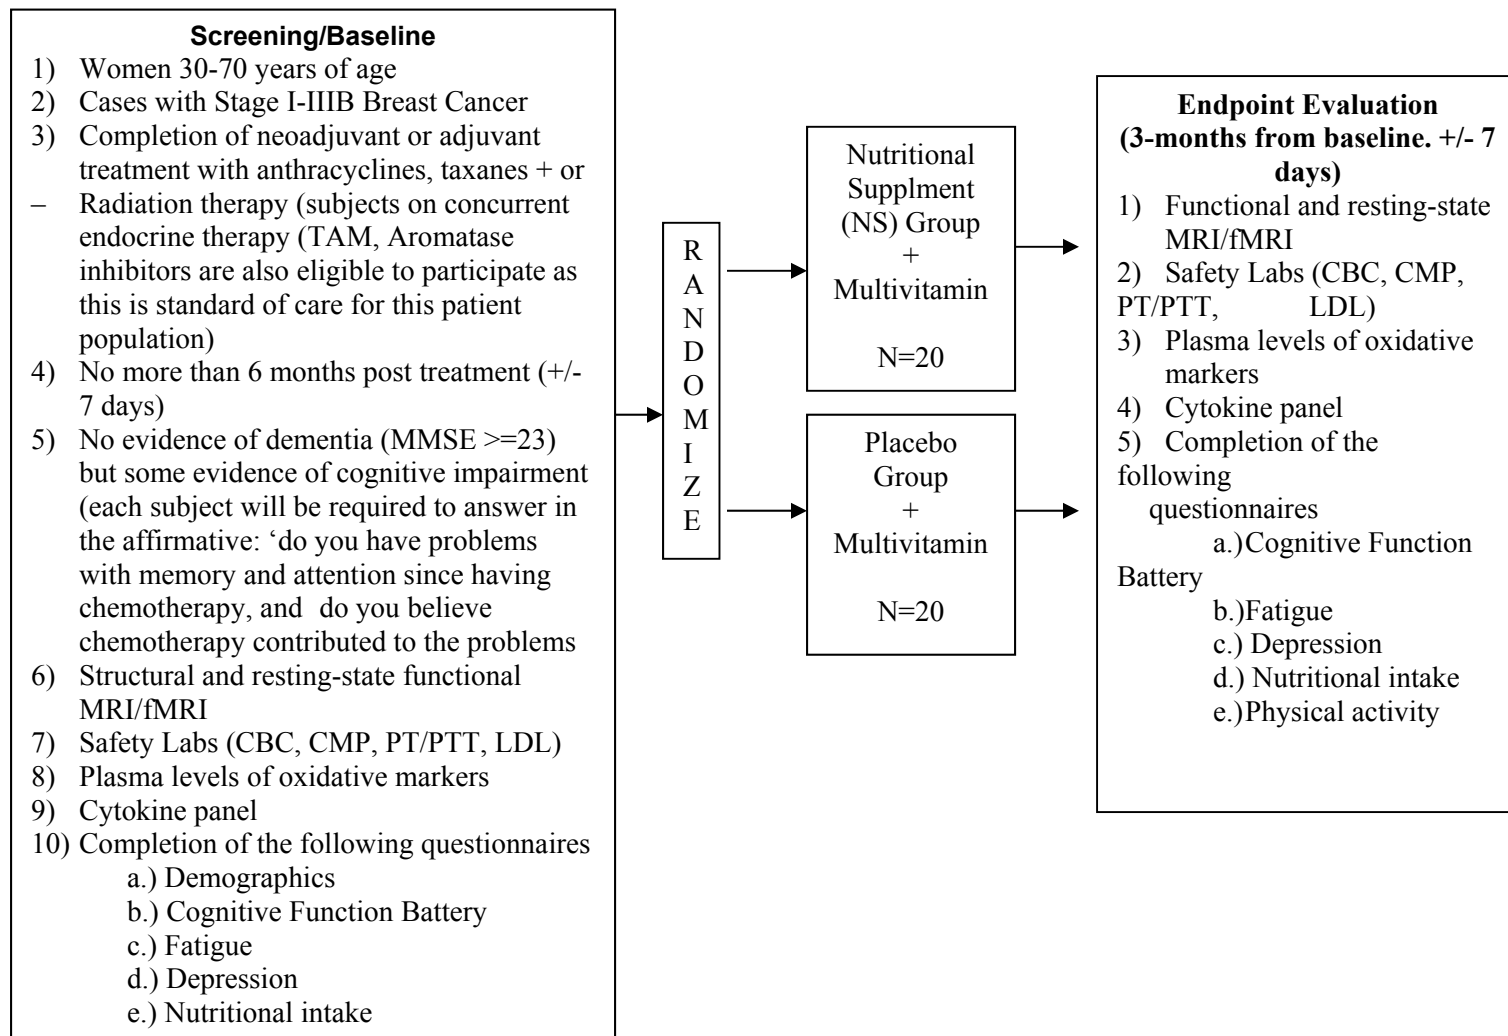 Screening/Baseline
1) Women 30-70 years of age
2) Cases with Stage I-IIIB Breast Cancer
3) Completion of neoadjuvant or adjuvant
treatment with anthracyclines, taxanes + or
– Radiation therapy (subjects on concurrent
endocrine therapy (TAM, Aromatase
inhibitors are also eligible to participate as
this is standard of care for this patient
population)
4) No more than 6 months post treatment (+/-
7 days)
5) No evidence of dementia (MMSE >=23)
but some evidence of cognitive impairment
(each subject will be required to answer in
the affirmative: ‘do you have problems
with memory and attention since having
chemotherapy, and do you believe
chemotherapy contributed to the problems
6) Structural and resting-state functional
MRI/fMRI
7) Safety Labs (CBC, CMP, PT/PTT, LDL)
8) Plasma levels of oxidative markers
9) Cytokine panel
10) Completion of the following questionnaires
a.) Demographics
b.) Cognitive Function Battery
c.) Fatigue
d.) Depression
e.) Nutritional intake
R
A
N
D
O
M
I
Z
E
Nutritional
Supplment
(NS) Group
+
Multivitamin
N=20
Placebo
Group
+
Multivitamin
N=20
Endpoint Evaluation
(3-months from baseline. +/- 7
days)
1) Functional and resting-state
MRI/fMRI
2) Safety Labs (CBC, CMP,
PT/PTT, LDL)
3) Plasma levels of oxidative
markers
4) Cytokine panel
5) Completion of the
following
questionnaires
a.)Cognitive Function
Battery
b.)Fatigue
c.) Depression
d.) Nutritional intake
e.)Physical activity